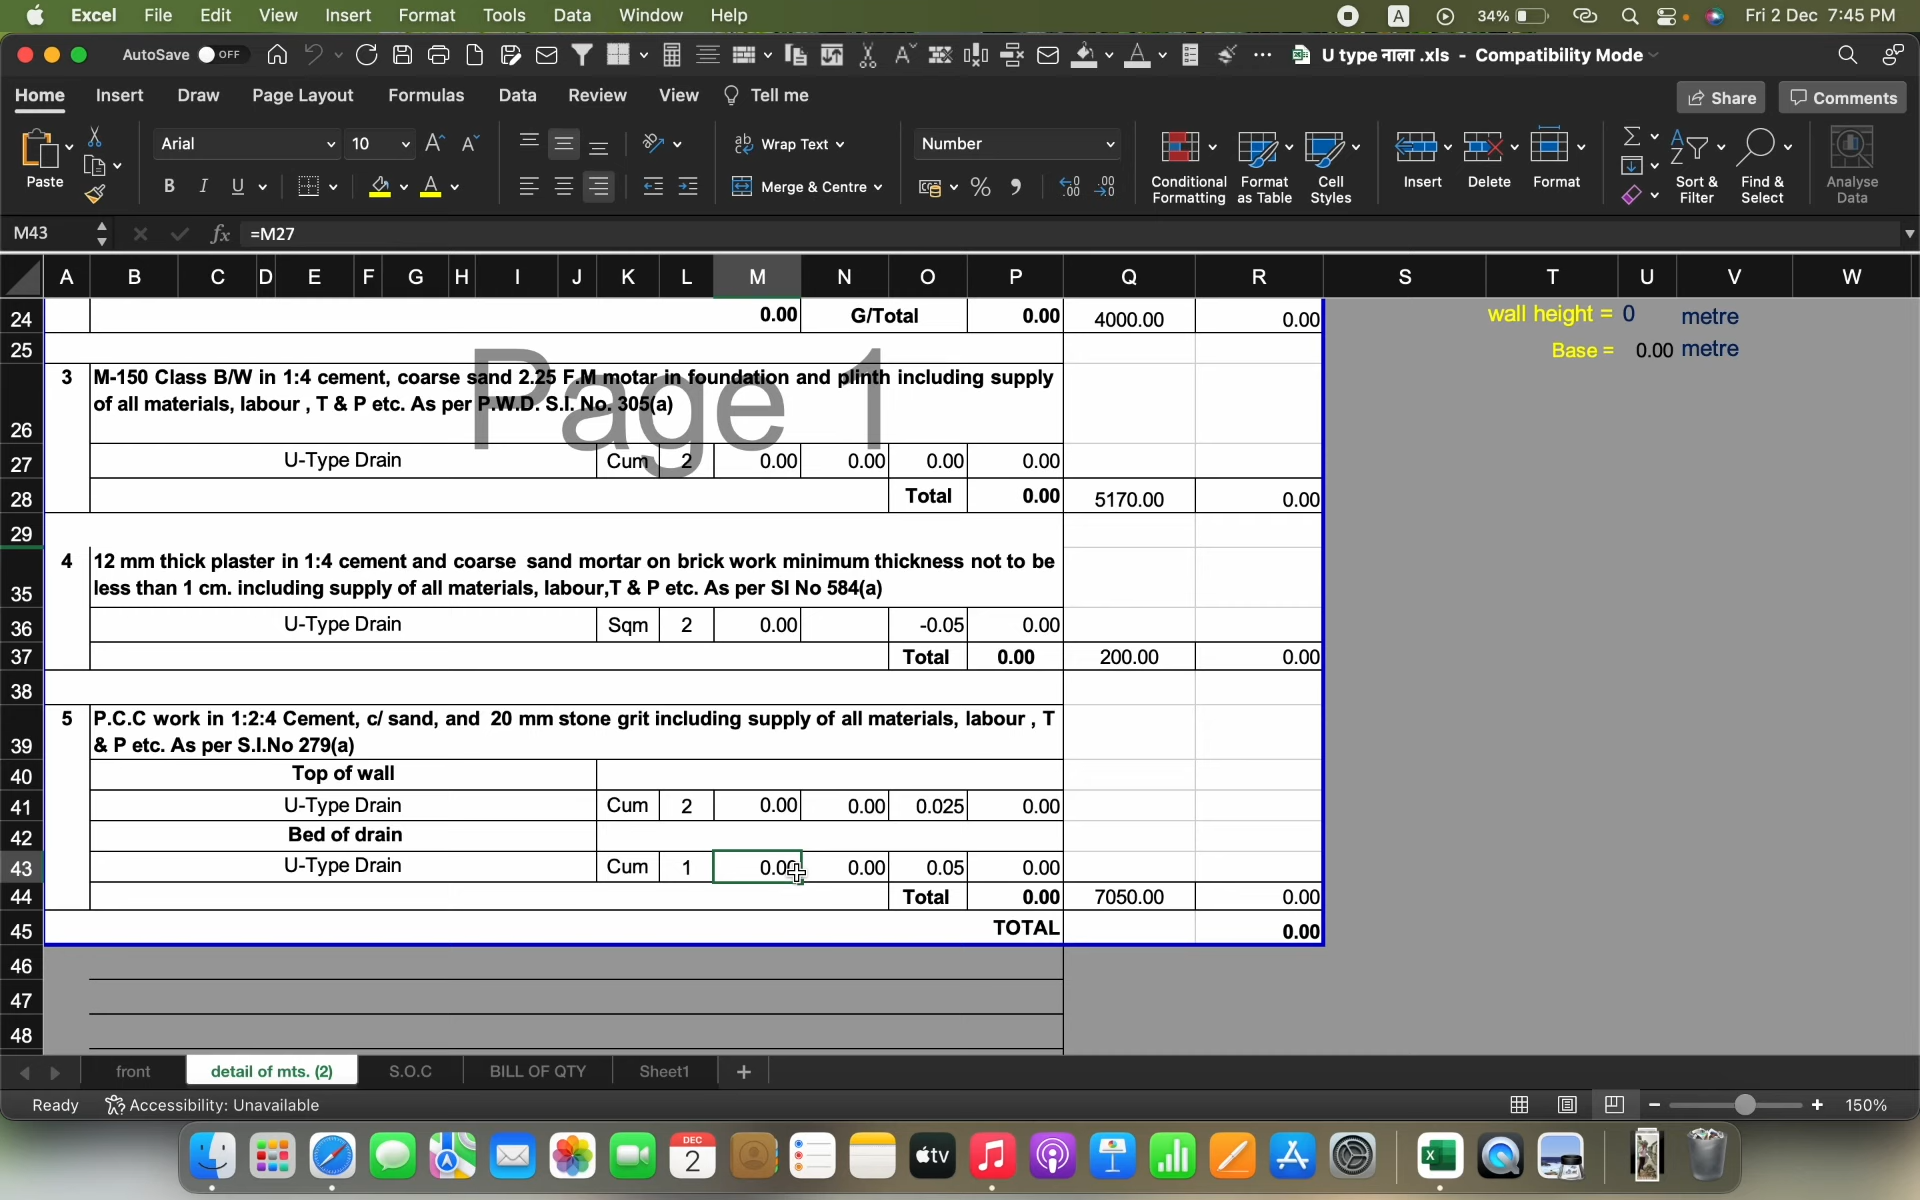 Excel File Edit View Insert Format Tools Data Window Help A 34% Fri 2 Dec 7:45 PM
AutoSave OFF U type नाला .xls - Compatibility Mode
Home Insert Draw Page Layout Formulas Data Review View Tell me Share Comments
Paste Arial 10 Wrap Text Number
B I U Merge & Centre % Conditional Formatting Format as Table Cell Styles Insert Delete Format Sort & Filter Find & Select Analyse Data
M43 fx =M27
A B C D E F G H I J K L M N O P Q R S T U V W
24 0.00 G/Total 0.00 4000.00 0.00 wall height = 0 metre
25 Base = 0.00 metre
Page 1
26 3 M-150 Class B/W in 1:4 cement, coarse sand 2.25 F.M motar in foundation and plinth including supply
of all materials, labour , T & P etc. As per P.W.D. S.I. No. 305(a)
27 U-Type Drain Cum 2 0.00 0.00 0.00 0.00
28 Total 0.00 5170.00 0.00
29
35 4 12 mm thick plaster in 1:4 cement and coarse sand mortar on brick work minimum thickness not to be
less than 1 cm. including supply of all materials, labour,T & P etc. As per SI No 584(a)
36 U-Type Drain Sqm 2 0.00 -0.05 0.00
37 Total 0.00 200.00 0.00
38
39 5 P.C.C work in 1:2:4 Cement, c/ sand, and 20 mm stone grit including supply of all materials, labour , T
& P etc. As per S.I.No 279(a)
40 Top of wall
41 U-Type Drain Cum 2 0.00 0.00 0.025 0.00
42 Bed of drain
43 U-Type Drain Cum 1 0.00 0.00 0.05 0.00
44 Total 0.00 7050.00 0.00
45 TOTAL 0.00
46
47
48
front detail of mts. (2) S.O.C BILL OF QTY Sheet1 +
Ready Accessibility: Unavailable 150%
DEC 2 tv